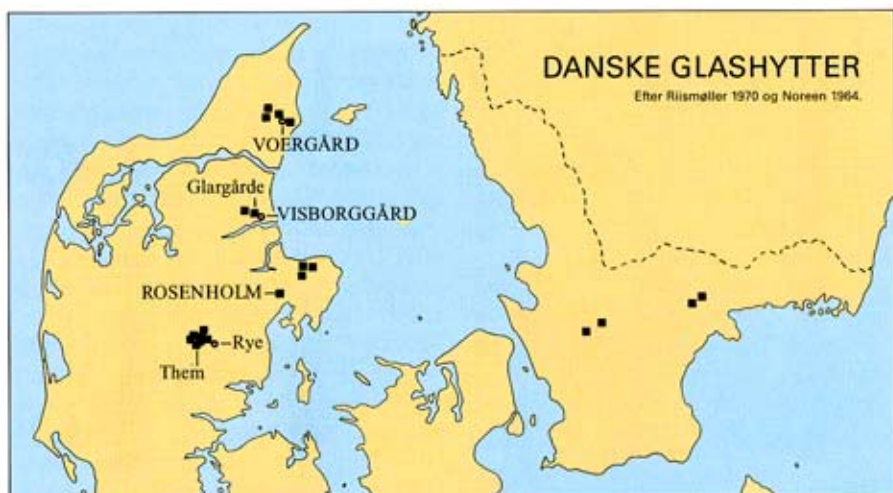 DANSKE GLASHYTTER
Efter Riismøller 1970 og Noreen 1964.
VOERGÅRD
Glargårde
VISBORGGÅRD
ROSENHOLM
Rye
Them